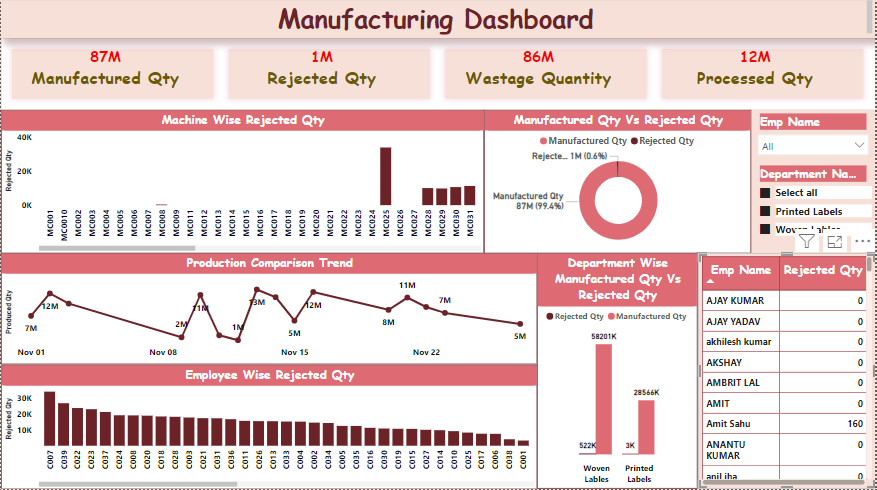 Manufacturing Dashboard
87M
Manufactured Qty
1M
Rejected Qty
86M
Wastage Quantity
12M
Processed Qty
Machine Wise Rejected Qty
Rejected Qty
40K
20K
0K
MC001
MC0010
MC002
MC003
MC004
MC005
MC006
MC007
MC008
MC009
MC011
MC012
MC013
MC014
MC015
MC016
MC017
MC018
MC019
MC020
MC021
MC022
MC023
MC024
MC025
MC026
MC027
MC028
MC029
MC030
MC031
Manufactured Qty Vs Rejected Qty
Manufactured Qty Rejected Qty
Rejecte... 1M (0.6%)
Manufactured Qty
87M (99.4%)
Emp Name
All
Department Na...
Select all
Printed Labels
Woven Lables
Production Comparison Trend
Produced Qty
7M
12M
2M
11M
1M
13M
5M
12M
8M
11M
7M
5M
Nov 01
Nov 08
Nov 15
Nov 22
Department Wise
Manufactured Qty Vs
Rejected Qty
Rejected Qty Manufactured Qty
58201K
522K
28566K
3K
Woven
Lables
Printed
Labels
Emp Name Rejected Qty
AJAY KUMAR 0
AJAY YADAV 0
akhilesh kumar 0
AKSHAY 0
AMBRIT LAL 0
AMIT 0
Amit Sahu 160
ANANTU
KUMAR 0
anil jha
Employee Wise Rejected Qty
Rejected Qty
30K
20K
10K
C007
C039
C022
C023
C037
C024
C020
C018
C028
C003
C021
C031
C036
C011
C026
C013
C033
C034
C004
C002
C035
C005
C032
C016
C030
C019
C015
C027
C014
C010
C029
C025
C017
C006
C038
C001